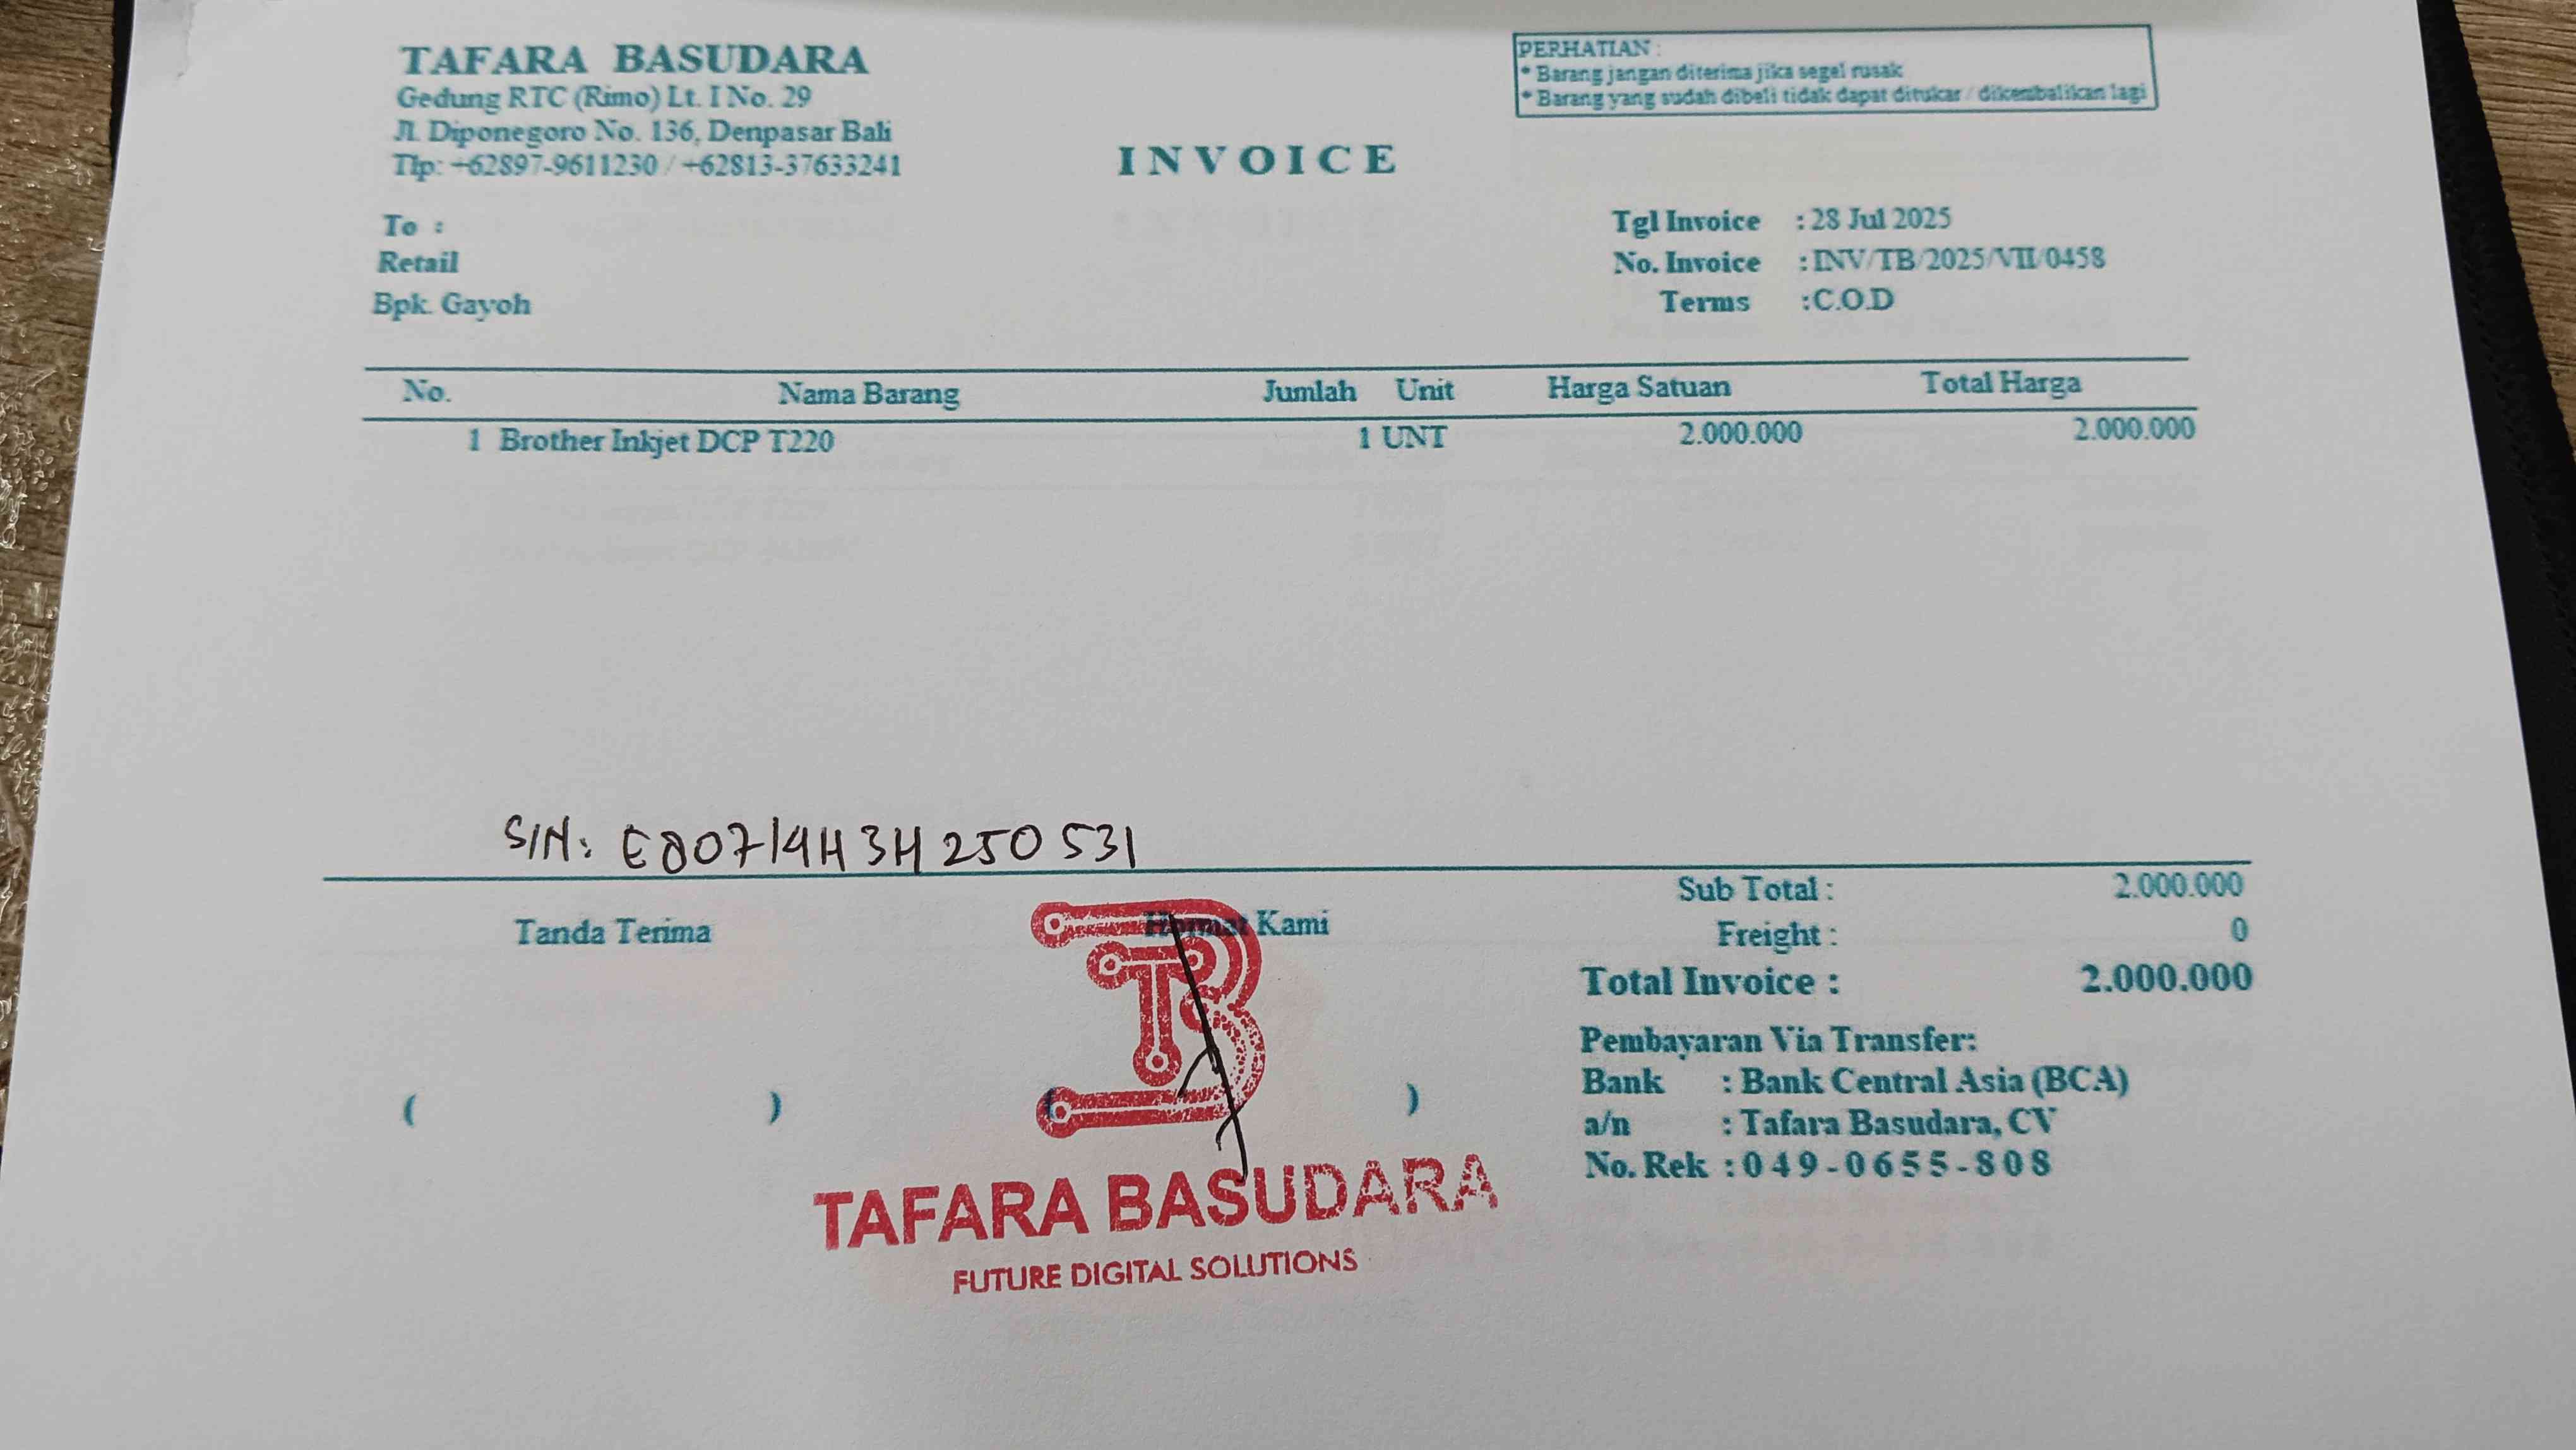 TAFARA BASUDARA
Gedung RTC (Rimo) Lt. I No. 29
Jl. Diponegoro No. 136, Denpasar Bali
Tlp: +62897-9611230 / +62813-37633241
PERHATIAN :
* Barang jangan diterima jika segel rusak
* Barang yang sudah dibeli tidak dapat ditukar / dikembalikan lagi
INVOICE
To :
Retail
Bpk. Gayoh
Tgl Invoice : 28 Jul 2025
No. Invoice : INV/TB/2025/VII/0458
Terms : C.O.D
No. Nama Barang Jumlah Unit Harga Satuan Total Harga
1 Brother Inkjet DCP T220 1 UNT 2.000.000 2.000.000
S/N: E80719H3H250531
Tanda Terima
Hormat Kami
( )
( )
Sub Total : 2.000.000
Freight : 0
Total Invoice : 2.000.000
Pembayaran Via Transfer:
Bank : Bank Central Asia (BCA)
a/n : Tafara Basudara, CV
No. Rek : 049-0655-808
TB
TAFARA BASUDARA
FUTURE DIGITAL SOLUTIONS